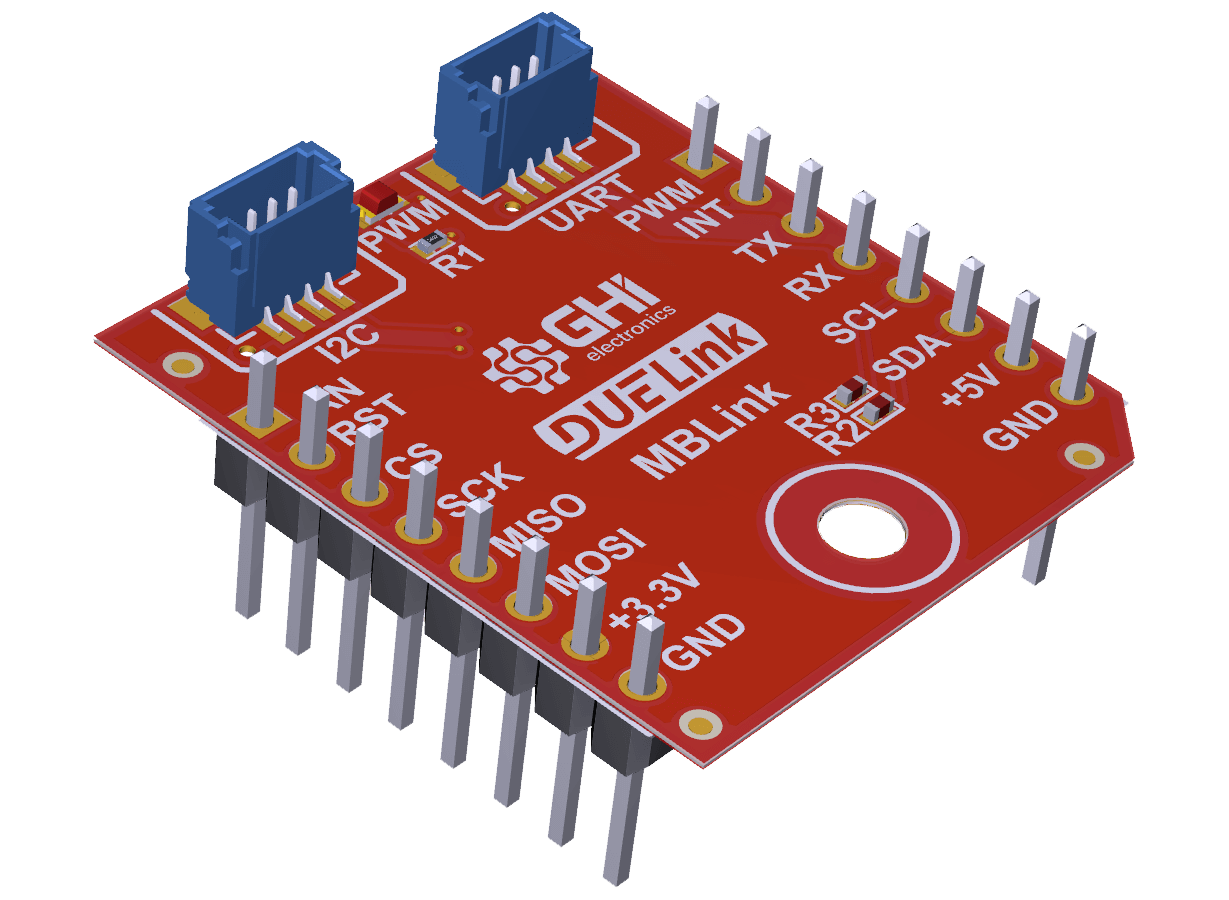 UART
PWM
R1
I2C
PWM
INT
TX
RX
SCL
SDA
+5V
GND
GHI
electronics
DUELink
MBLink
R3
R2
RST
CS
SCK
MISO
MOSI
+3.3V
GND